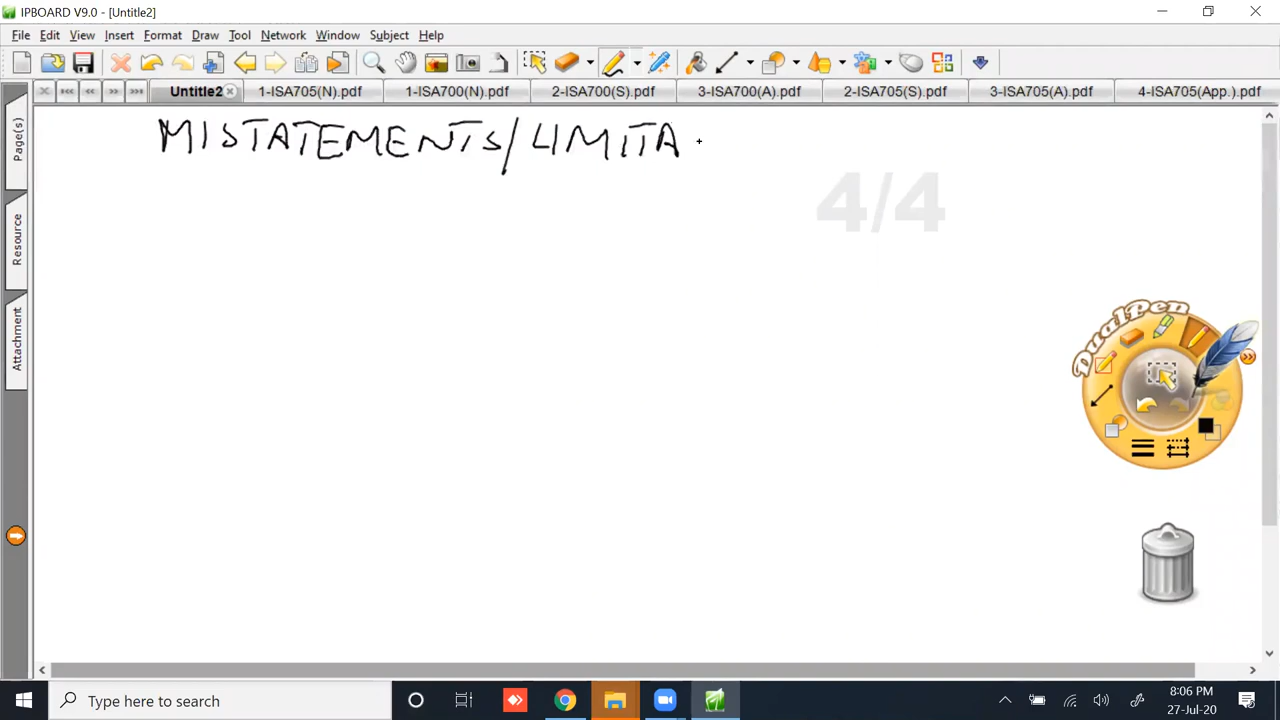 IPBOARD V9.0 - [Untitle2]
File Edit View Insert Format Draw Tool Network Window Subject Help
Untitle2 1-ISA705(N).pdf 1-ISA700(N).pdf 2-ISA700(S).pdf 3-ISA700(A).pdf 2-ISA705(S).pdf 3-ISA705(A).pdf 4-ISA705(App.).pdf
Page(s)
Resource
Attachment
MISTATEMENTS/LIMITA
4/4
DualPen
Type here to search
8:06 PM
27-Jul-20